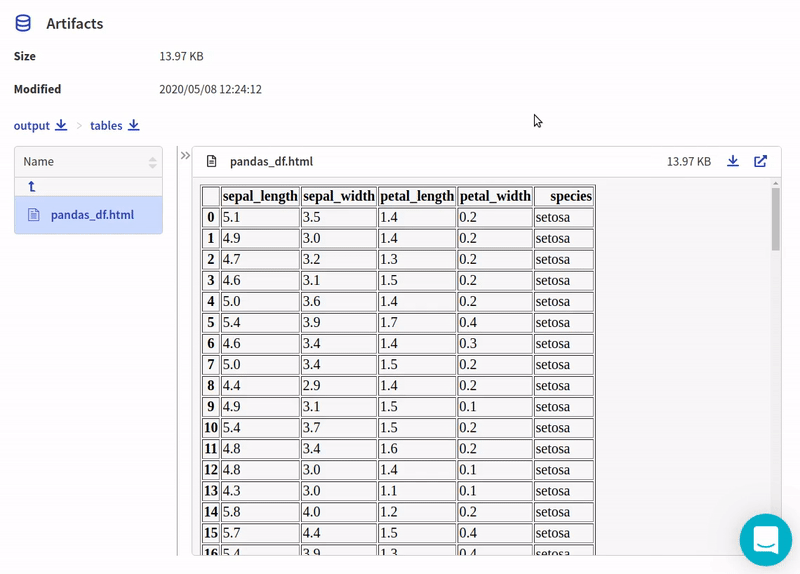 Artifacts
Size 13.97 KB
Modified 2020/05/08 12:24:12
output > tables
Name
pandas_df.html
pandas_df.html 13.97 KB
sepal_length sepal_width petal_length petal_width species
0 5.1 3.5 1.4 0.2 setosa
1 4.9 3.0 1.4 0.2 setosa
2 4.7 3.2 1.3 0.2 setosa
3 4.6 3.1 1.5 0.2 setosa
4 5.0 3.6 1.4 0.2 setosa
5 5.4 3.9 1.7 0.4 setosa
6 4.6 3.4 1.4 0.3 setosa
7 5.0 3.4 1.5 0.2 setosa
8 4.4 2.9 1.4 0.2 setosa
9 4.9 3.1 1.5 0.1 setosa
10 5.4 3.7 1.5 0.2 setosa
11 4.8 3.4 1.6 0.2 setosa
12 4.8 3.0 1.4 0.1 setosa
13 4.3 3.0 1.1 0.1 setosa
14 5.8 4.0 1.2 0.2 setosa
15 5.7 4.4 1.5 0.4 setosa
16 5.4 3.9 1.3 0.4 setosa